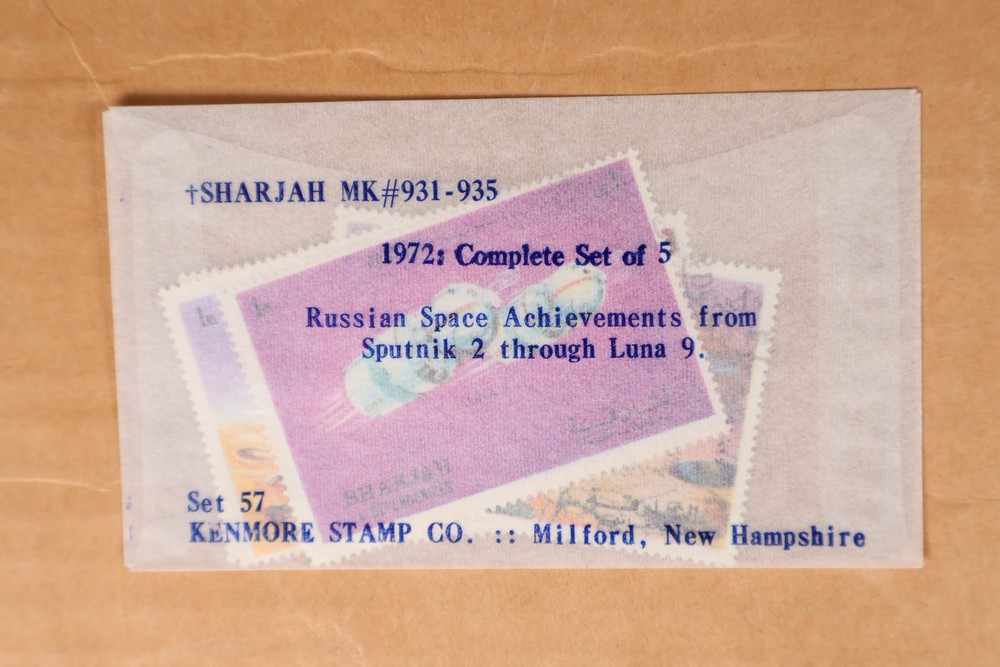 †SHARJAH MK#931-935
1972: Complete Set of 5
Russian Space Achievements from
Sputnik 2 through Luna 9.
SHARJAH
Set 57
KENMORE STAMP CO. :: Milford, New Hampshire